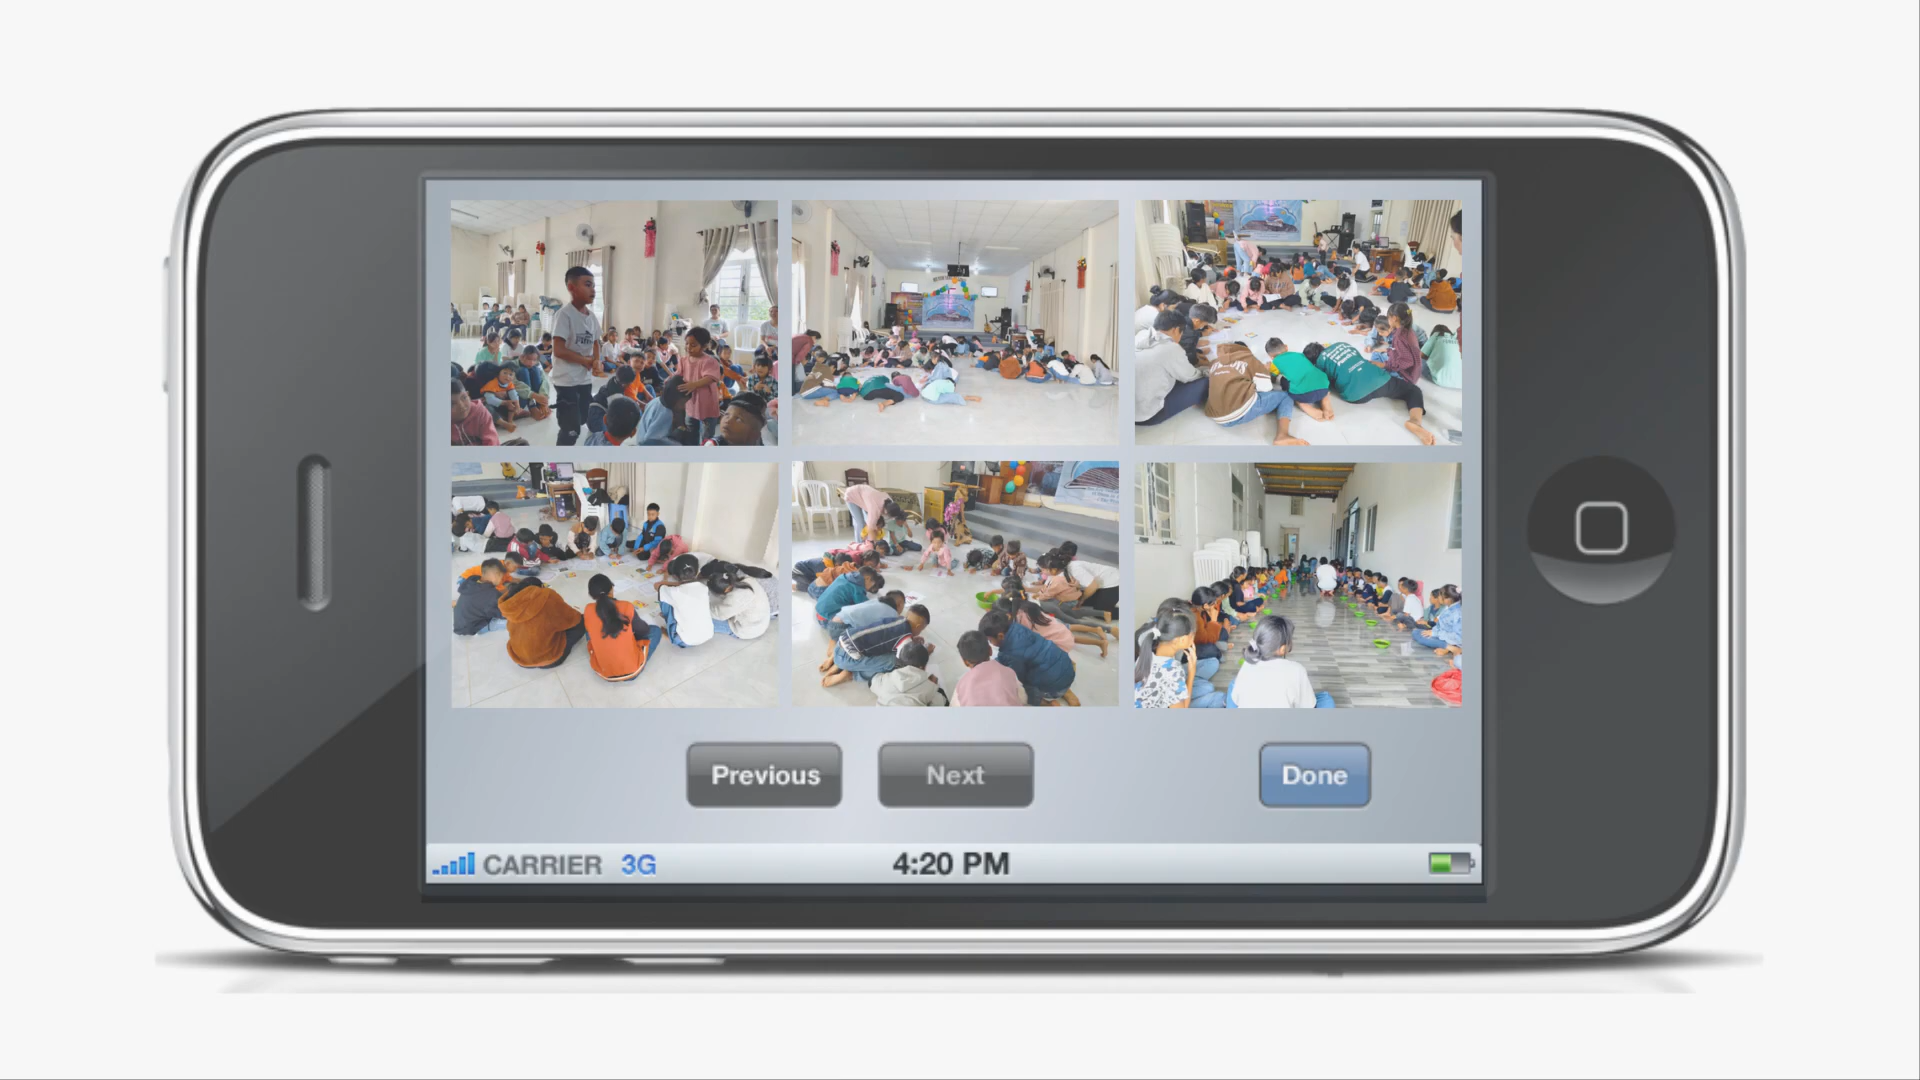 Previous
Next
Done
CARRIER 3G
4:20 PM